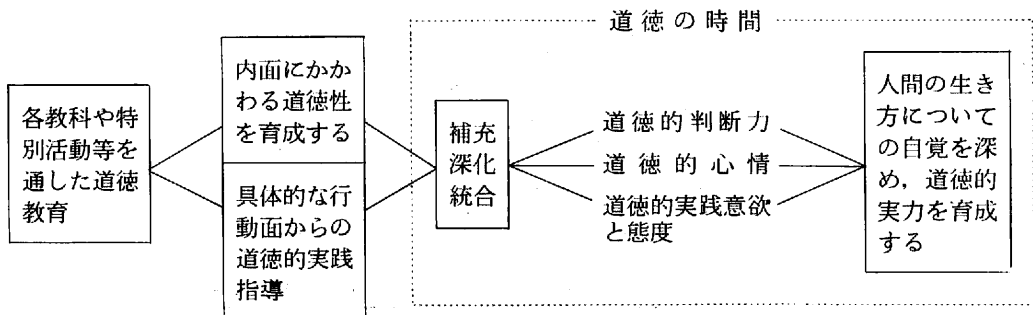 道徳の時間
各教科や特
別活動等を
通した道徳
教育
内面にかか
わる道徳性
を育成する
具体的な行
動面からの
道徳的実践
指導
補充
深化
統合
道徳的判断力
道徳的心情
道徳的実践意欲
と態度
人間の生き
方について
の自覚を深
め，道徳的
実力を育成
する